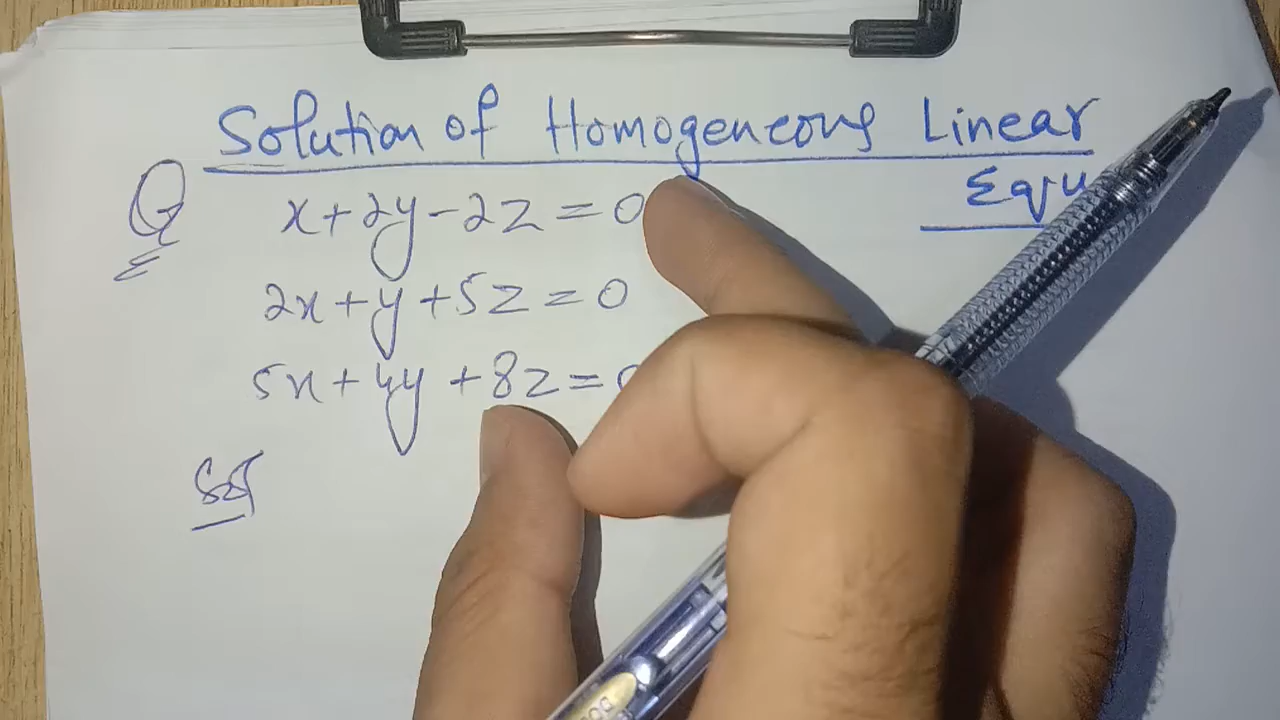 Solution of Homogeneous Linear
Equ
Q x+2y-2z=0
2x+y+5z=0
5x+4y+8z=0
Sol